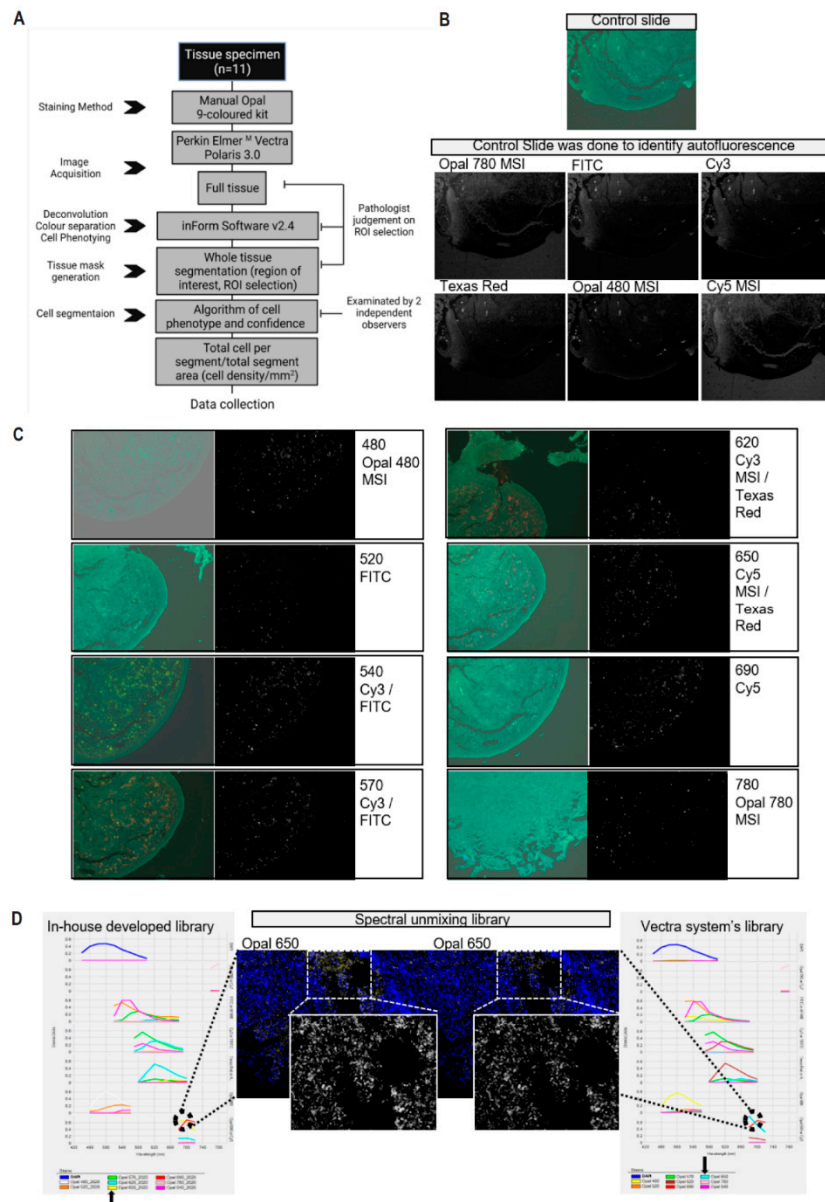 A
Tissue specimen
(n=11)
Staining Method
Manual Opal
9-coloured kit
Image
Acquisition
Perkin Elmer ᴹ Vectra
Polaris 3.0
Full tissue
Deconvolution
Colour separation
Cell Phenotying
inForm Software v2.4
Pathologist
judgement on
ROI selection
Tissue mask
generation
Whole tissue
segmentation (region of
interest, ROI selection)
Cell segmentaion
Algorithm of cell
phenotype and confidence
Examinated by 2
independent
observers
Total cell per
segment/total segment
area (cell density/mm²)
Data collection
B
Control slide
Control Slide was done to identify autofluorescence
Opal 780 MSI
FITC
Cy3
Texas Red
Opal 480 MSI
Cy5 MSI
C
480
Opal 480
MSI
520
FITC
540
Cy3 /
FITC
570
Cy3 /
FITC
620
Cy3
MSI /
Texas
Red
650
Cy5
MSI /
Texas
Red
690
Cy5
780
Opal 780
MSI
D
In-house developed library
Spectral unmixing library
Vectra system's library
Opal 650
Opal 650